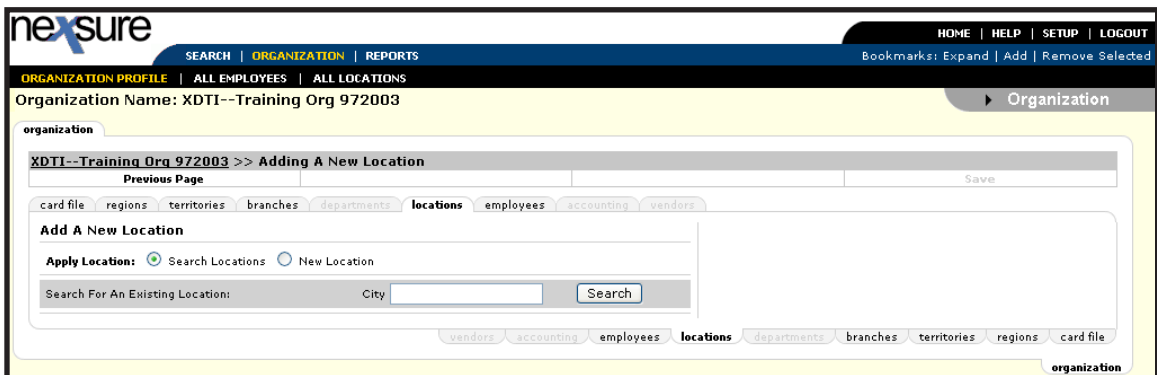 nexsure
HOME | HELP | SETUP | LOGOUT
SEARCH | ORGANIZATION | REPORTS
Bookmarks: Expand | Add | Remove Selected
ORGANIZATION PROFILE | ALL EMPLOYEES | ALL LOCATIONS
Organization Name: XDTI--Training Org 972003
Organization
organization
XDTI--Training Org 972003 >> Adding A New Location
Previous Page Save
card file regions territories branches departments locations employees accounting vendors
Add A New Location
Apply Location: Search Locations New Location
Search For An Existing Location: City Search
vendors accounting employees locations departments branches territories regions card file
organization